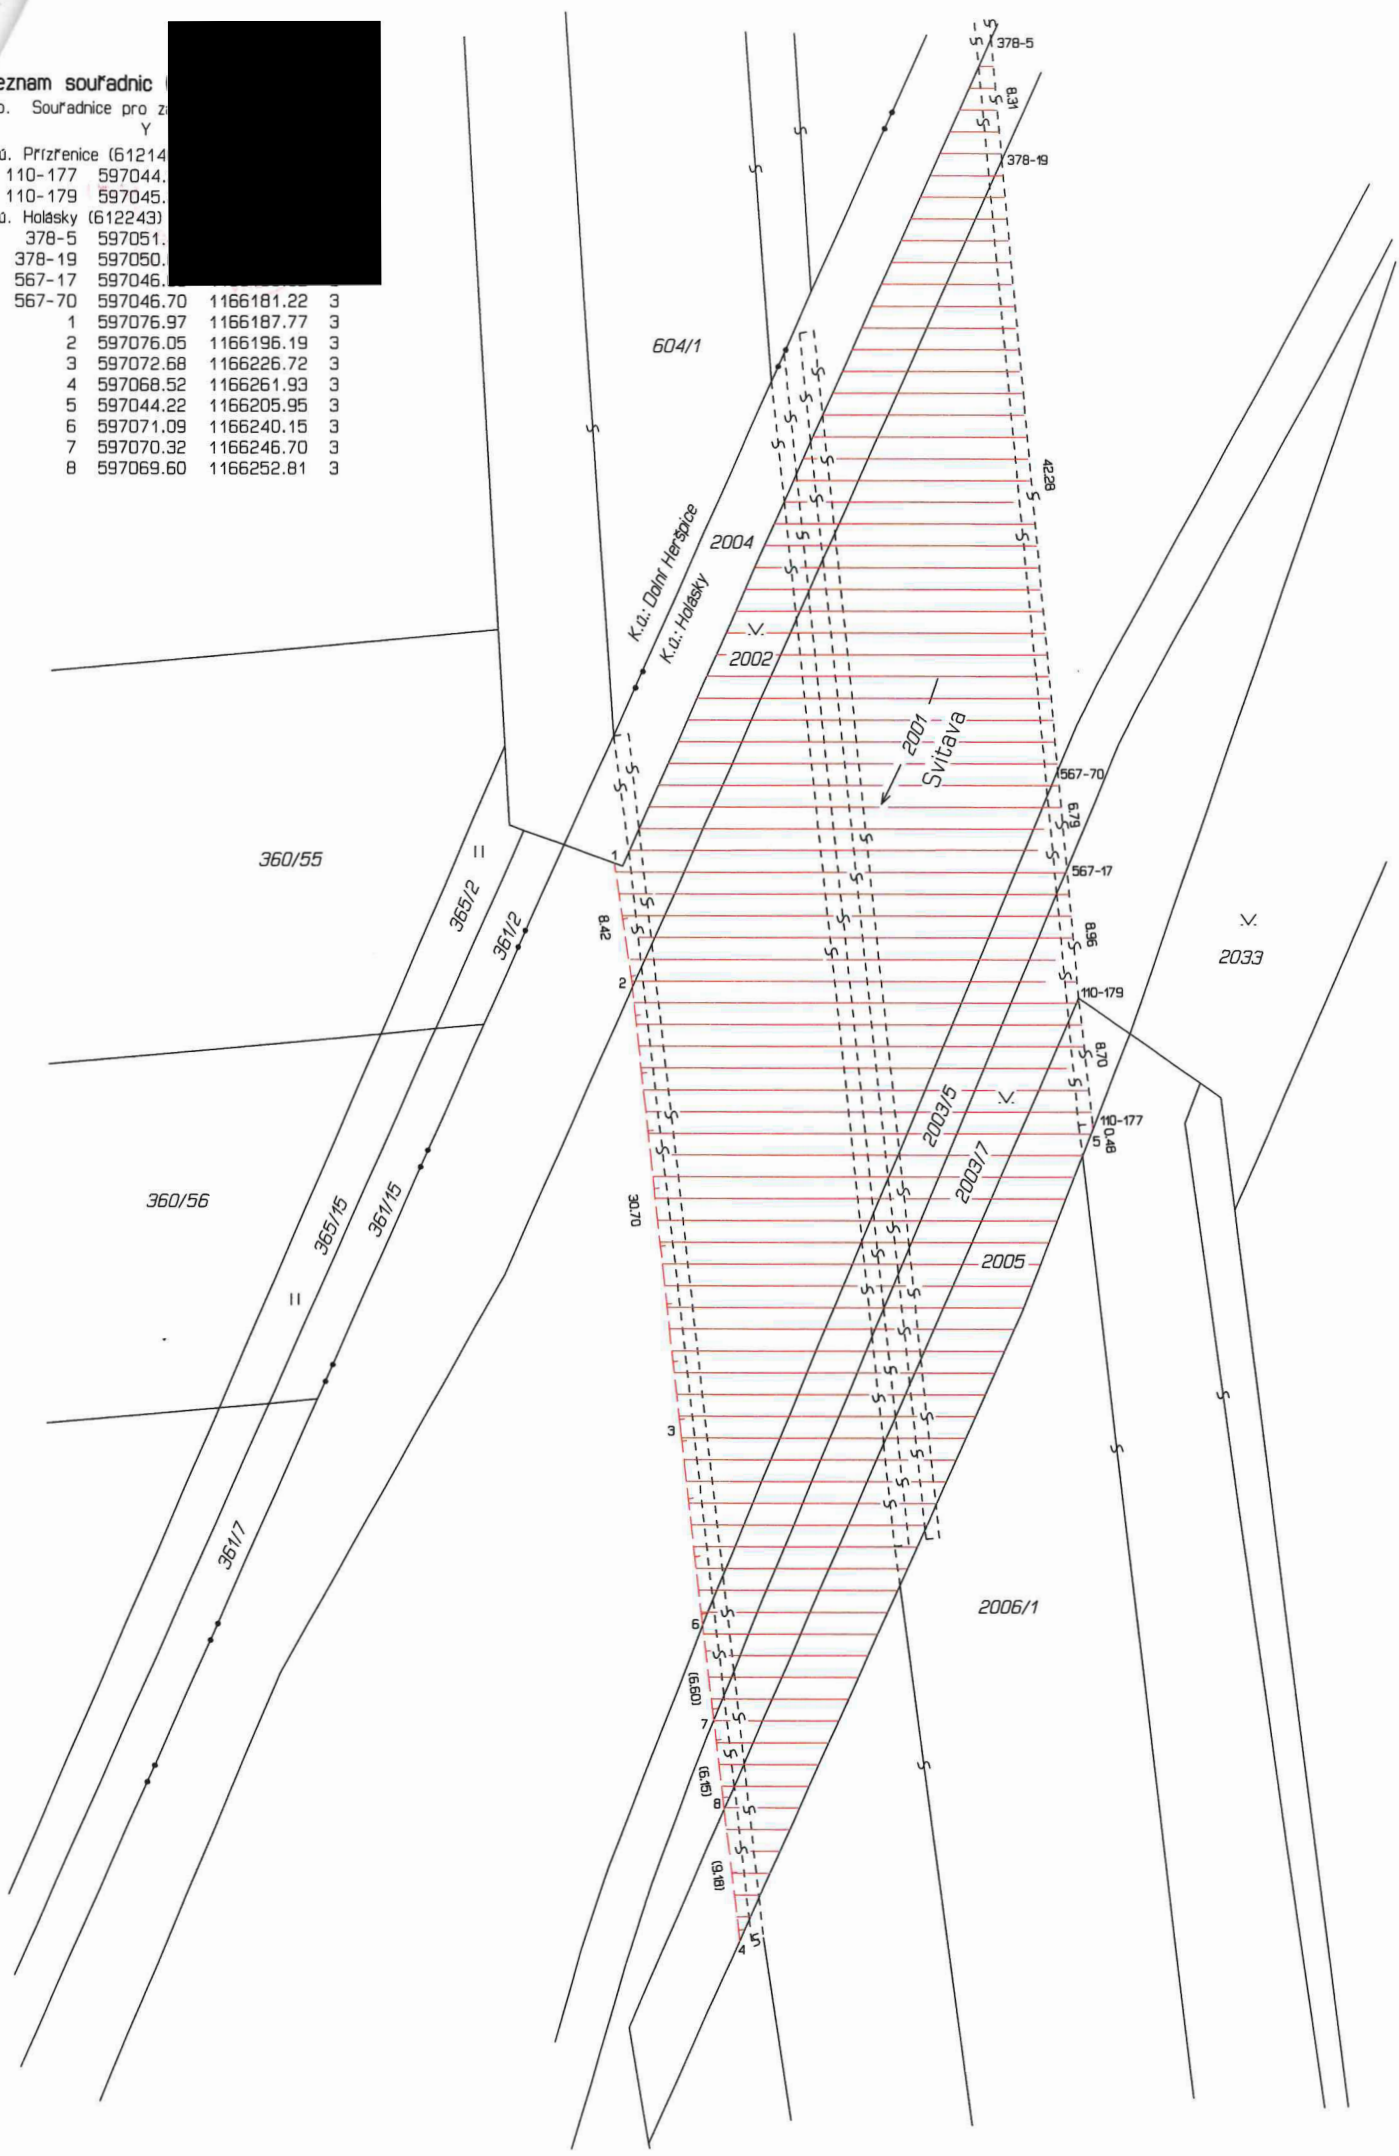 eznam souřadnic (
o. Souřadnice pro z
Y
ú. Přízřenice (61214
110-177 597044.
110-179 597045.
ú. Holásky (612243)
378-5 597051.
378-19 597050.
567-17 597046.
567-70 597046.70 1166181.22 3
1 597076.97 1166187.77 3
2 597076.05 1166196.19 3
3 597072.68 1166226.72 3
4 597068.52 1166261.93 3
5 597044.22 1166205.95 3
6 597071.09 1166240.15 3
7 597070.32 1166246.70 3
8 597069.60 1166252.81 3
378-5
8.31
378-19
604/1
42.28
K.ú.: Dolní Heršpice
K.ú.: Holásky
2004
2002
2001
Svitava
567-70
6.79
567-17
360/55
365/2
361/2
1
8.42
2
8.96
110-179
2033
8.70
110-177
0.48
5
2003/5
2003/7
2005
360/56
365/15
361/15
30.70
3
361/7
6
2006/1
(6.60)
7
(6.15)
8
(9.18)
4